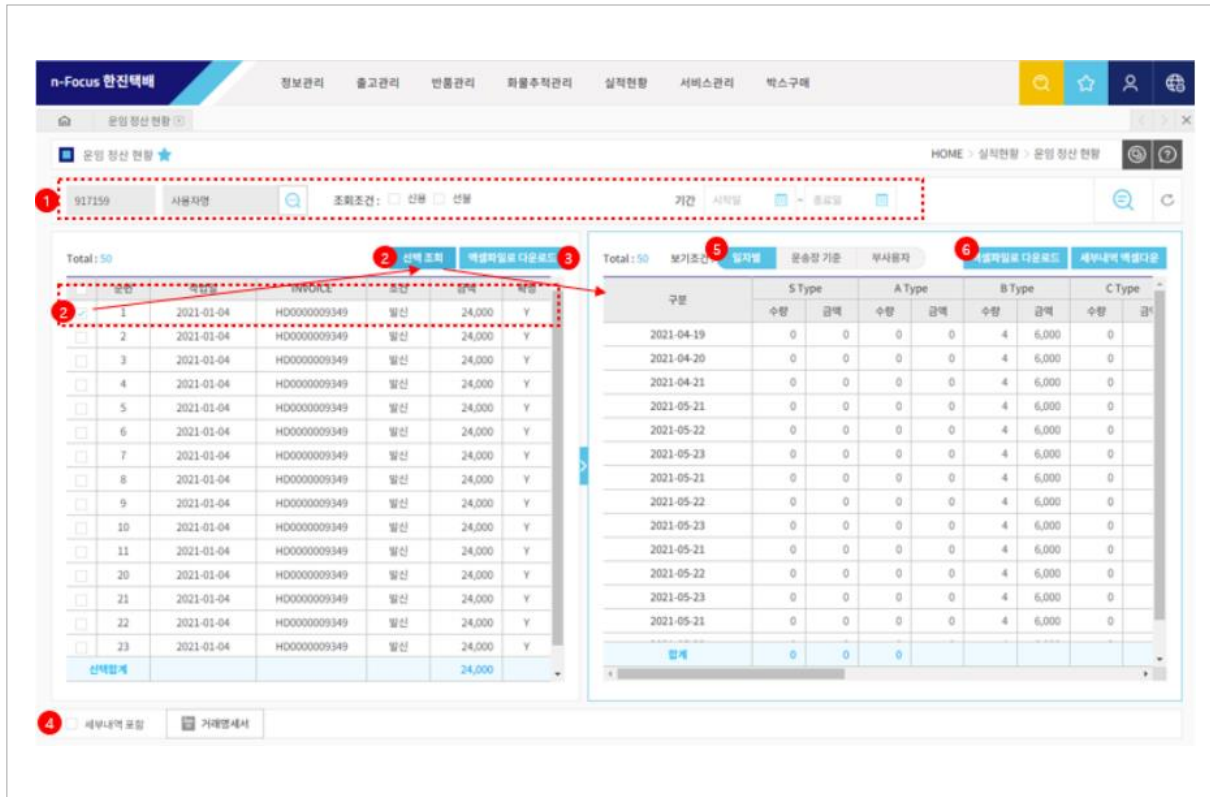 n-Focus 한진택배 정보관리 출고관리 반품관리 화물추적관리 실적현황 서비스관리 박스구매
운임 정산 현황
운임 정산 현황 HOME > 실적현황 > 운임 정산 현황
1 917159 사용자명 조회조건 : 신용 선불 기간 시작일 ~ 종료일
Total : 50 2 선택 조회 엑셀파일로 다운로드 3 Total : 50 보기조건 5 일자별 운송장 기준 부사용자 6 엑셀파일로 다운로드 세부내역 엑셀다운
순번 작업일 INVOICE 조건 금액 확정 구분 S Type A Type B Type C Type
수량 금액 수량 금액 수량 금액 수량
2 1 2021-01-04 HD0000009349 발신 24,000 Y
2 2021-01-04 HD0000009349 발신 24,000 Y 2021-04-19 0 0 0 0 4 6,000 0
3 2021-01-04 HD0000009349 발신 24,000 Y 2021-04-20 0 0 0 0 4 6,000 0
4 2021-01-04 HD0000009349 발신 24,000 Y 2021-04-21 0 0 0 0 4 6,000 0
5 2021-01-04 HD0000009349 발신 24,000 Y 2021-05-21 0 0 0 0 4 6,000 0
6 2021-01-04 HD0000009349 발신 24,000 Y 2021-05-22 0 0 0 0 4 6,000 0
7 2021-01-04 HD0000009349 발신 24,000 Y 2021-05-23 0 0 0 0 4 6,000 0
8 2021-01-04 HD0000009349 발신 24,000 Y 2021-05-21 0 0 0 0 4 6,000 0
9 2021-01-04 HD0000009349 발신 24,000 Y 2021-05-22 0 0 0 0 4 6,000 0
10 2021-01-04 HD0000009349 발신 24,000 Y 2021-05-23 0 0 0 0 4 6,000 0
11 2021-01-04 HD0000009349 발신 24,000 Y 2021-05-21 0 0 0 0 4 6,000 0
20 2021-01-04 HD0000009349 발신 24,000 Y 2021-05-22 0 0 0 0 4 6,000 0
21 2021-01-04 HD0000009349 발신 24,000 Y 2021-05-23 0 0 0 0 4 6,000 0
22 2021-01-04 HD0000009349 발신 24,000 Y 2021-05-21 0 0 0 0 4 6,000 0
23 2021-01-04 HD0000009349 발신 24,000 Y
선택합계 24,000 합계 0 0 0
4 세부내역 포함 거래명세서